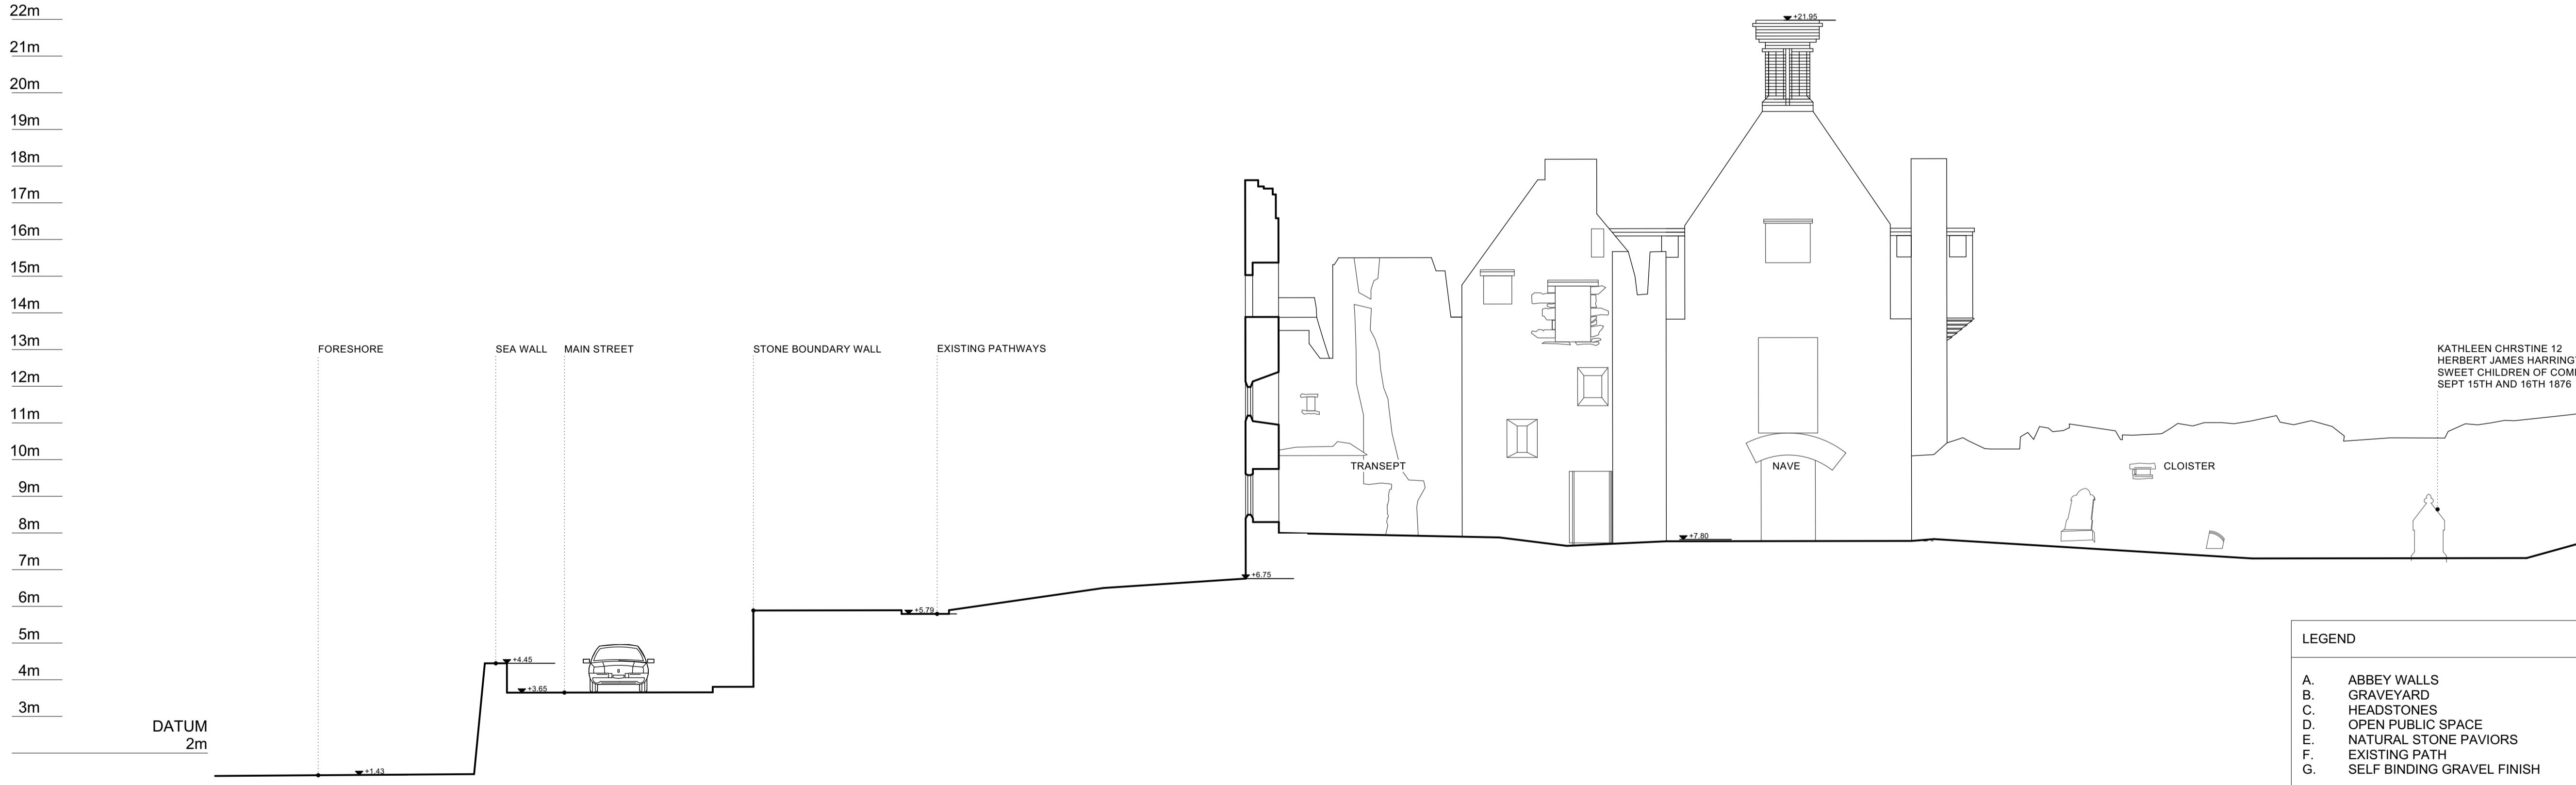 22m
21m
20m
19m
18m
17m
16m
15m
14m
13m
12m
11m
10m
9m
8m
7m
6m
5m
4m
3m
DATUM
2m
FORESHORE
SEA WALL
MAIN STREET
STONE BOUNDARY WALL
EXISTING PATHWAYS
+1.43
+4.45
+3.65
+5.79
+6.75
+21.95
TRANSEPT
+7.80
NAVE
CLOISTER
KATHLEEN CHRSTINE 12
HERBERT JAMES HARRING
SWEET CHILDREN OF COM
SEPT 15TH AND 16TH 1876
LEGEND
A. ABBEY WALLS
B. GRAVEYARD
C. HEADSTONES
D. OPEN PUBLIC SPACE
E. NATURAL STONE PAVIORS
F. EXISTING PATH
G. SELF BINDING GRAVEL FINISH